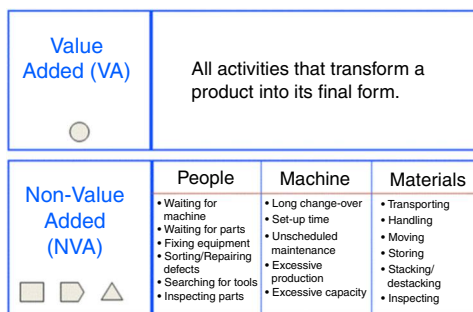 Value
Added (VA)
All activities that transform a
product into its final form.
Non-Value
Added
(NVA)
People
• Waiting for
machine
• Waiting for parts
• Fixing equipment
• Sorting/Repairing
defects
• Searching for tools
• Inspecting parts
Machine
• Long change-over
• Set-up time
• Unscheduled
maintenance
• Excessive
production
• Excessive capacity
Materials
• Transporting
• Handling
• Moving
• Storing
• Stacking/
destacking
• Inspecting